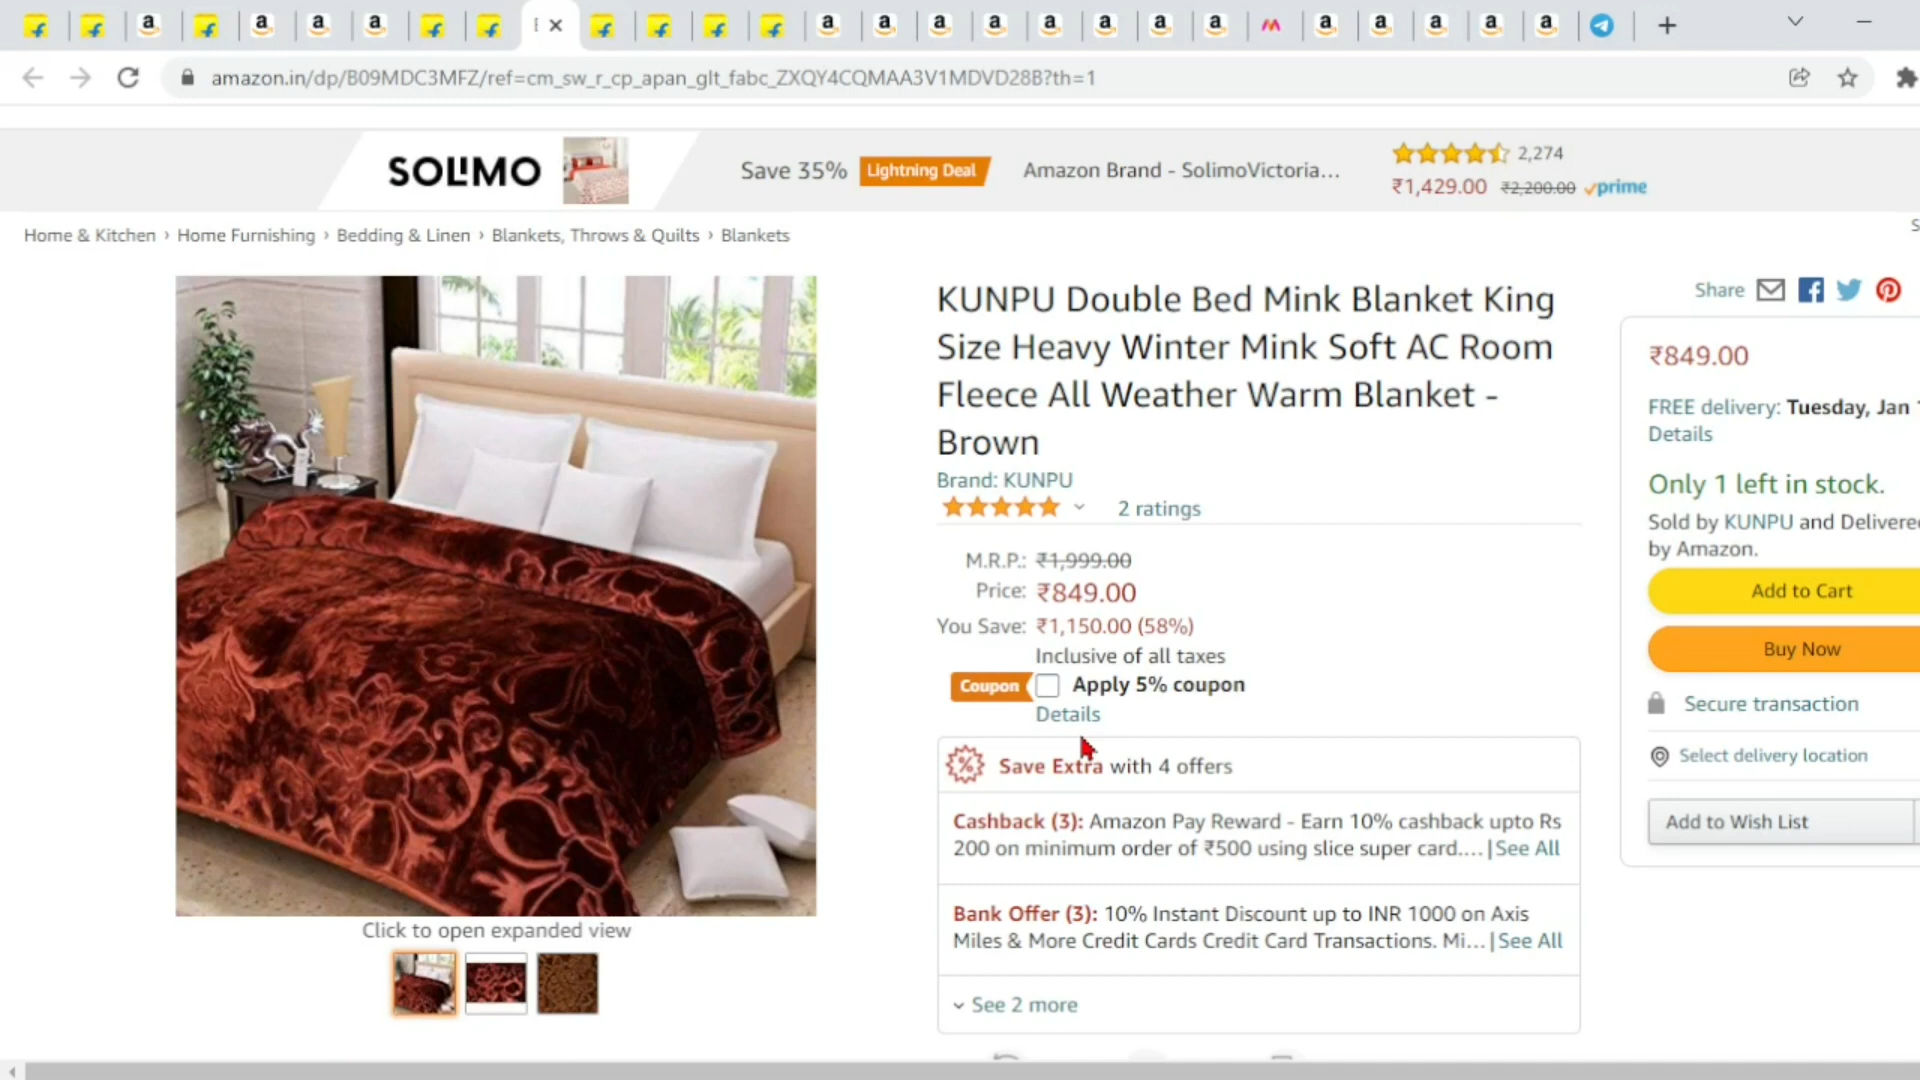 amazon.in/dp/B09MDC3MFZ/ref=cm_sw_r_cp_apan_glt_fabc_ZXQY4CQMAA3V1MDVD28B?th=1
SOLIMO
Save 35% Lightning Deal
Amazon Brand - SolimoVictoria...
2,274
₹1,429.00 ₹2,200.00 prime
Home & Kitchen › Home Furnishing › Bedding & Linen › Blankets, Throws & Quilts › Blankets
KUNPU Double Bed Mink Blanket King
Size Heavy Winter Mink Soft AC Room
Fleece All Weather Warm Blanket -
Brown
Brand: KUNPU
2 ratings
M.R.P.: ₹1,999.00
Price: ₹849.00
You Save: ₹1,150.00 (58%)
Inclusive of all taxes
Coupon Apply 5% coupon
Details
Save Extra with 4 offers
Cashback (3): Amazon Pay Reward - Earn 10% cashback upto Rs
200 on minimum order of ₹500 using slice super card.... | See All
Bank Offer (3): 10% Instant Discount up to INR 1000 on Axis
Miles & More Credit Cards Credit Card Transactions. Mi... | See All
See 2 more
Click to open expanded view
Share
₹849.00
FREE delivery: Tuesday, Jan
Details
Only 1 left in stock.
Sold by KUNPU and Delivered
by Amazon.
Add to Cart
Buy Now
Secure transaction
Select delivery location
Add to Wish List